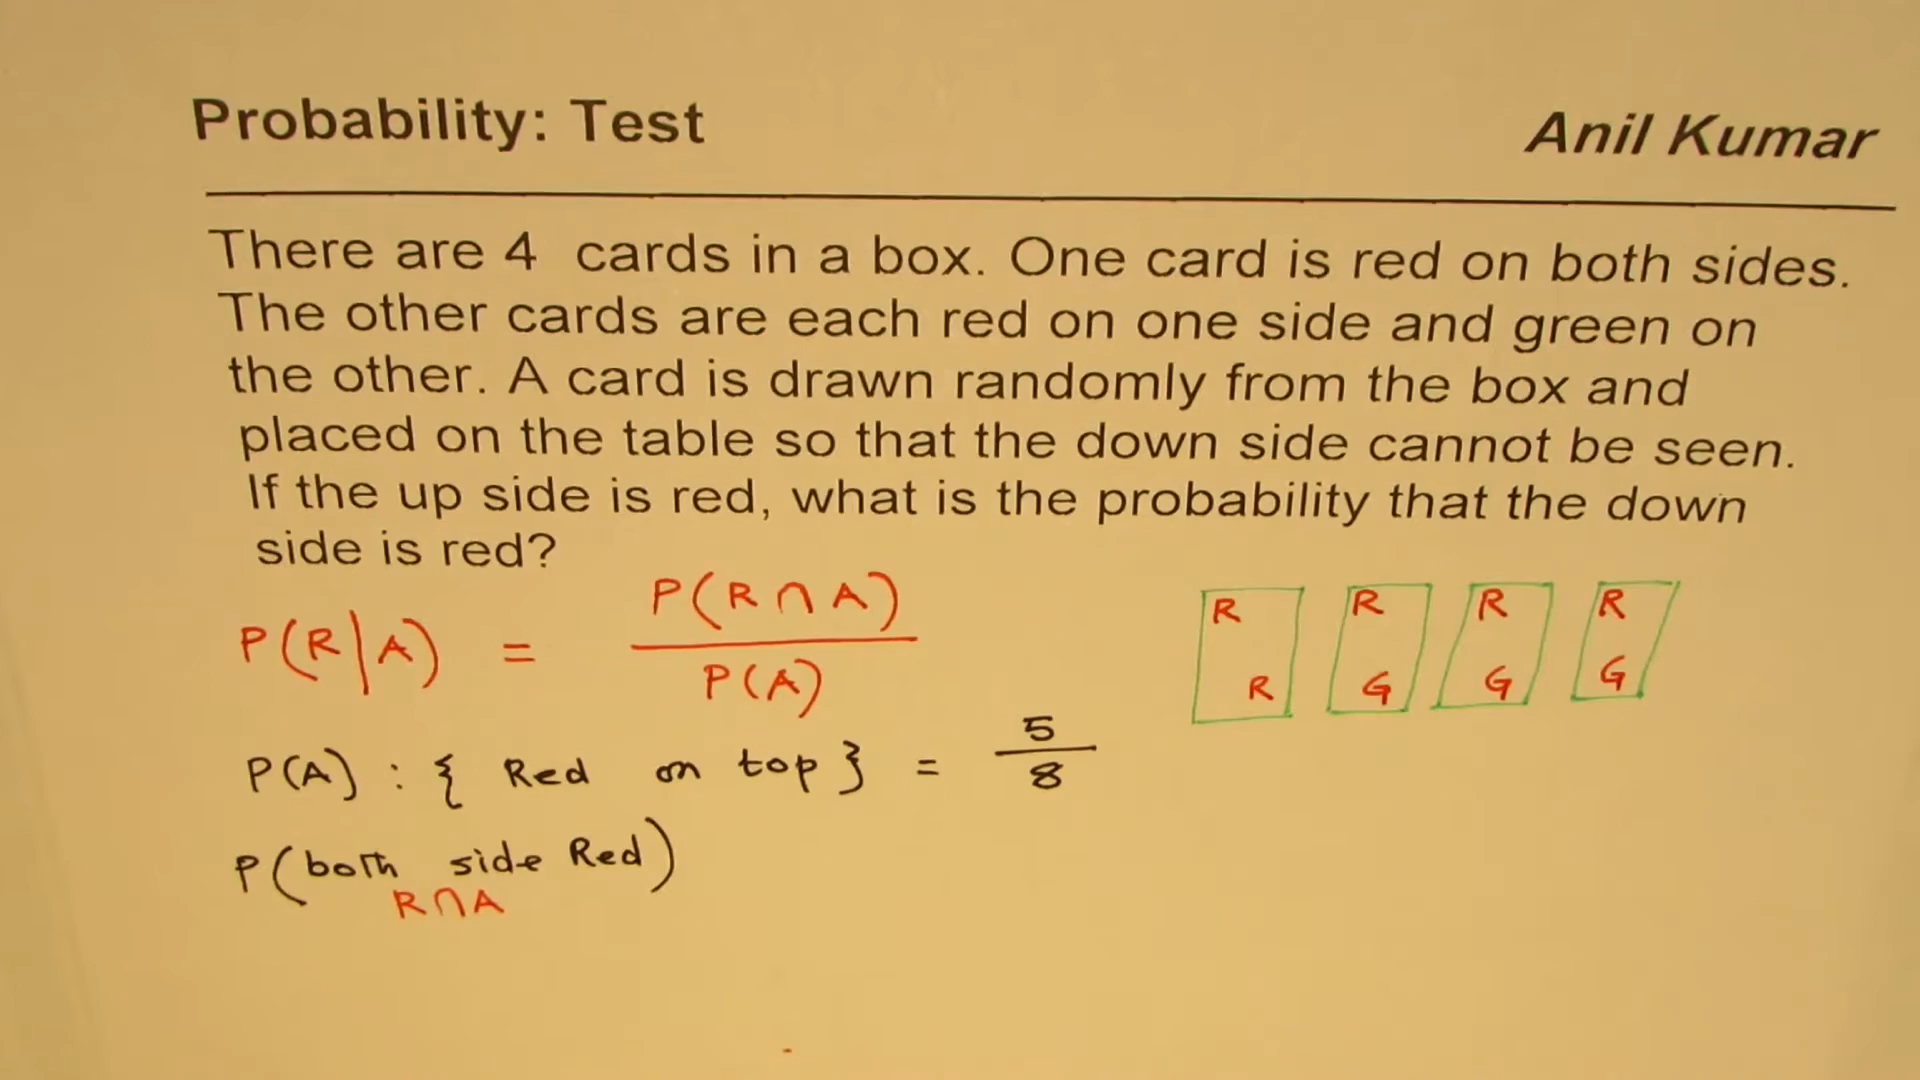 Probability: Test
Anil Kumar
There are 4 cards in a box. One card is red on both sides.
The other cards are each red on one side and green on
the other. A card is drawn randomly from the box and
placed on the table so that the down side cannot be seen.
If the up side is red, what is the probability that the down
side is red?
P(R|A) = P(R∩A) / P(A)
R R R R
R G G G
P(A) : { Red on top } = 5/8
P(both side Red)
R∩A